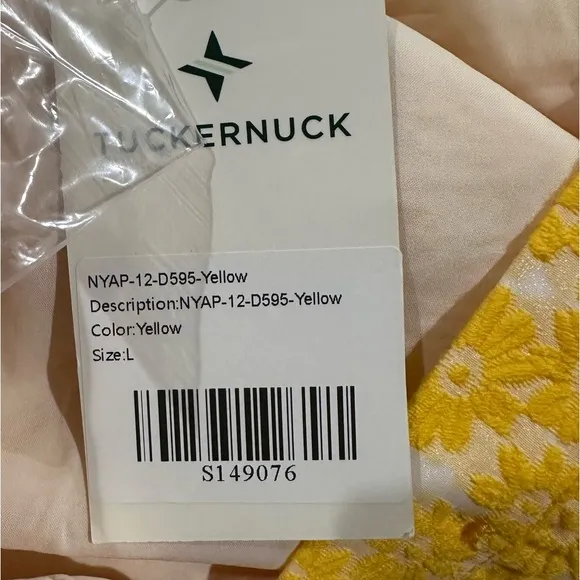 TUCKERNUCK
NYAP-12-D595-Yellow
Description:NYAP-12-D595-Yellow
Color:Yellow
Size:L
S149076